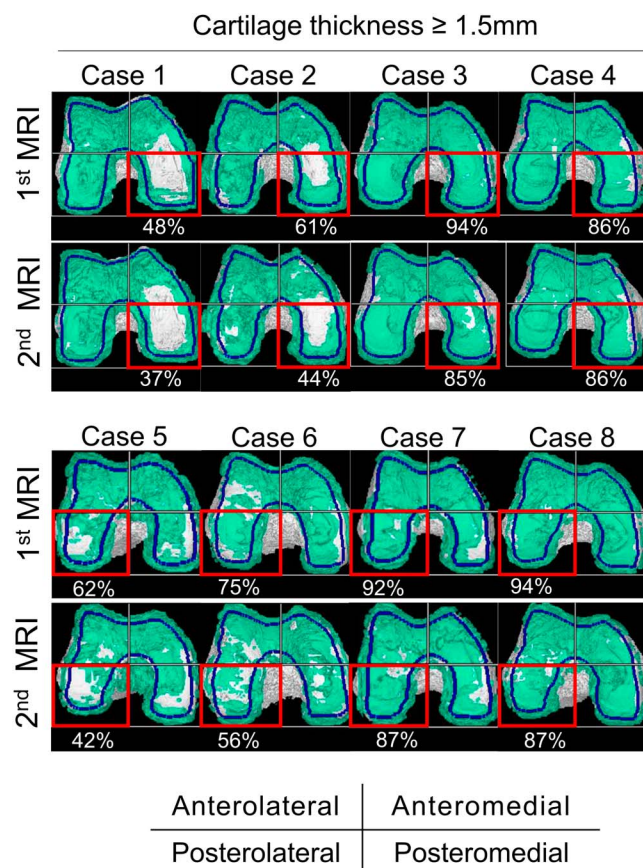 Cartilage thickness ≥ 1.5mm
Case 1 Case 2 Case 3 Case 4
1st MRI
48% 61% 94% 86%
2nd MRI
37% 44% 85% 86%
Case 5 Case 6 Case 7 Case 8
1st MRI
62% 75% 92% 94%
2nd MRI
42% 56% 87% 87%
Anterolateral Anteromedial
Posterolateral Posteromedial